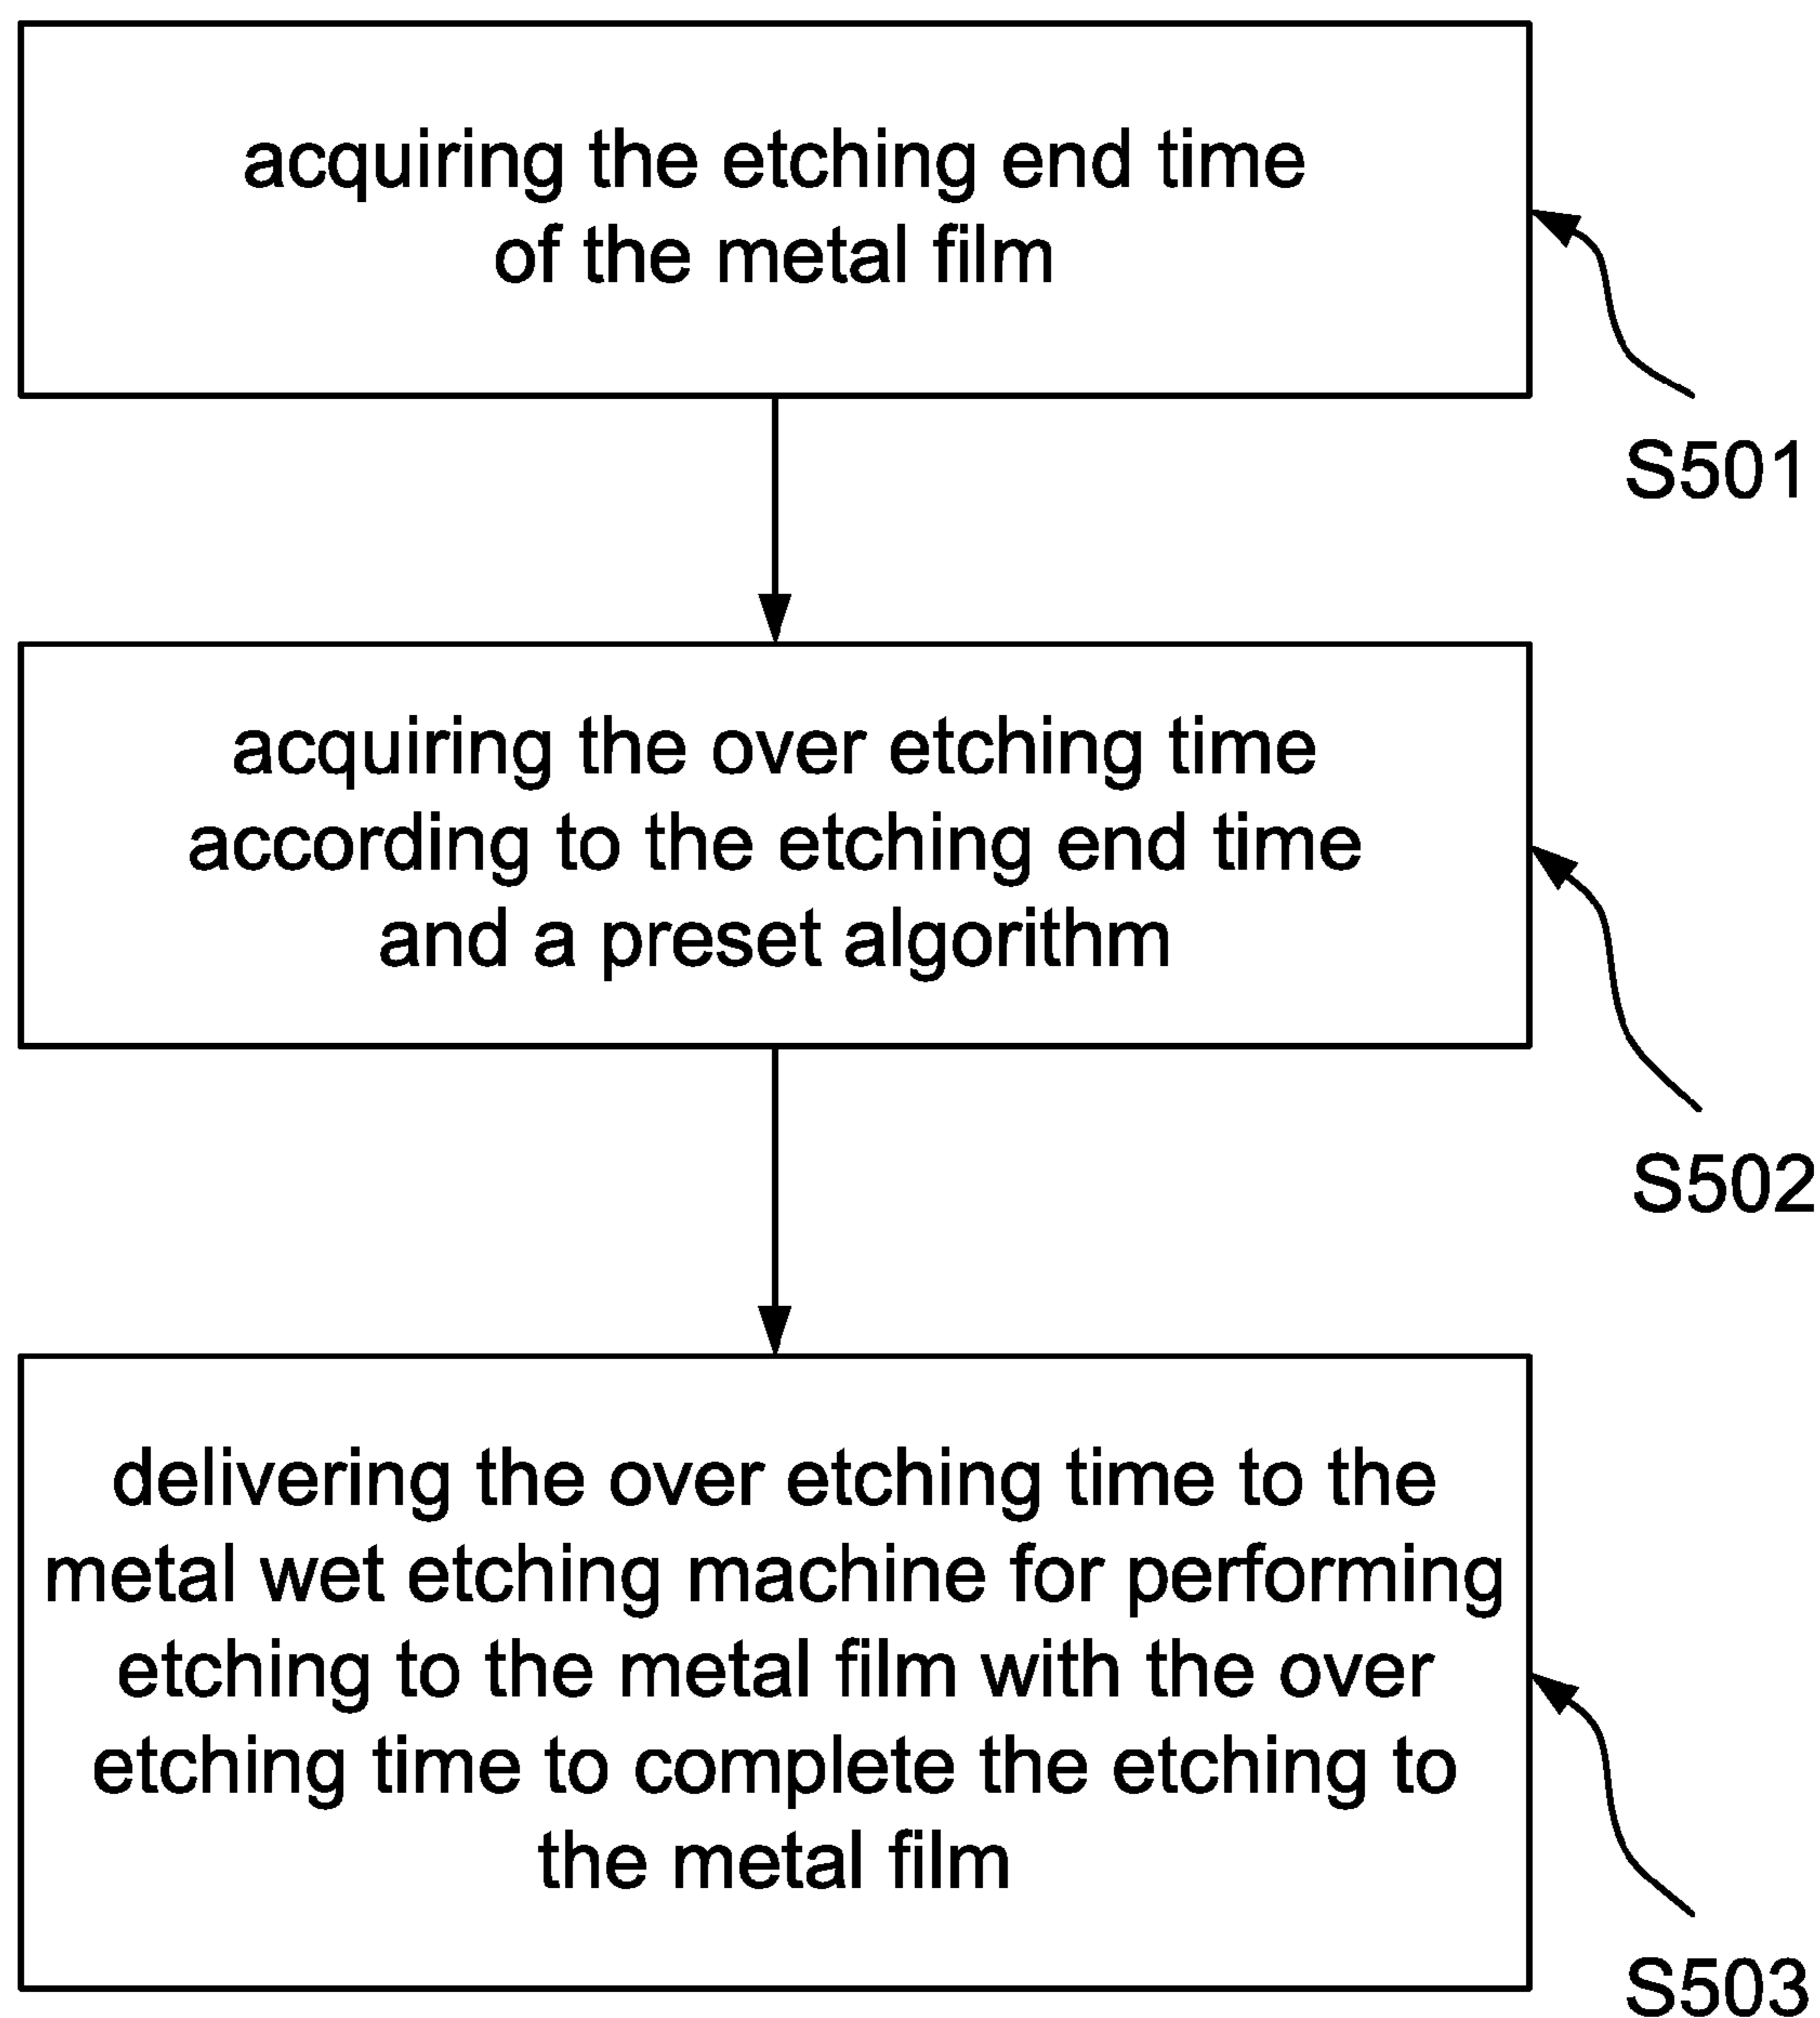 acquiring the etching end time
of the metal film
S501
acquiring the over etching time
according to the etching end time
and a preset algorithm
S502
delivering the over etching time to the
metal wet etching machine for performing
etching to the metal film with the over
etching time to complete the etching to
the metal film
S503